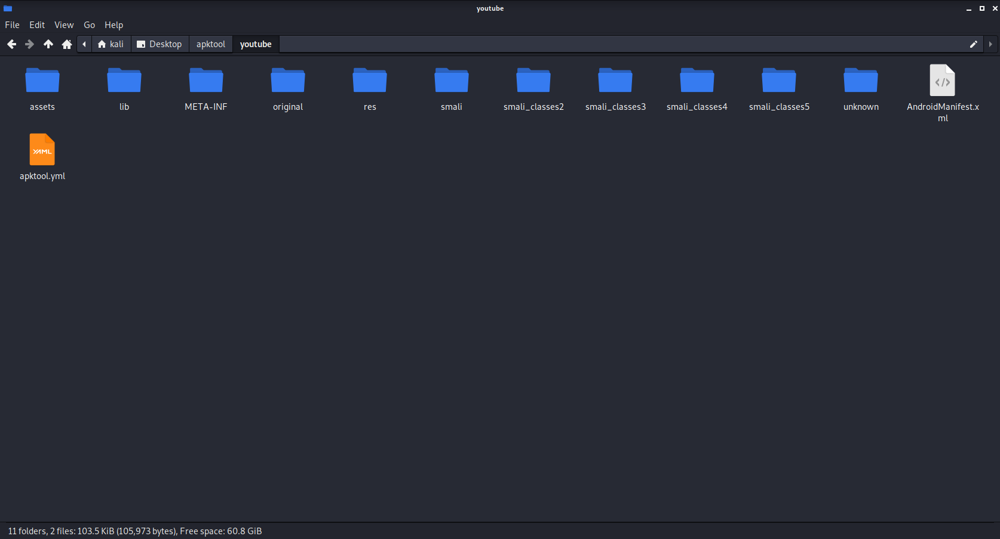 youtube
File Edit View Go Help
kali Desktop apktool youtube
assets lib META-INF original res smali smali_classes2 smali_classes3 smali_classes4 smali_classes5 unknown AndroidManifest.x
ml
YAML
apktool.yml
11 folders, 2 files: 103.5 KiB (105,973 bytes), Free space: 60.8 GiB